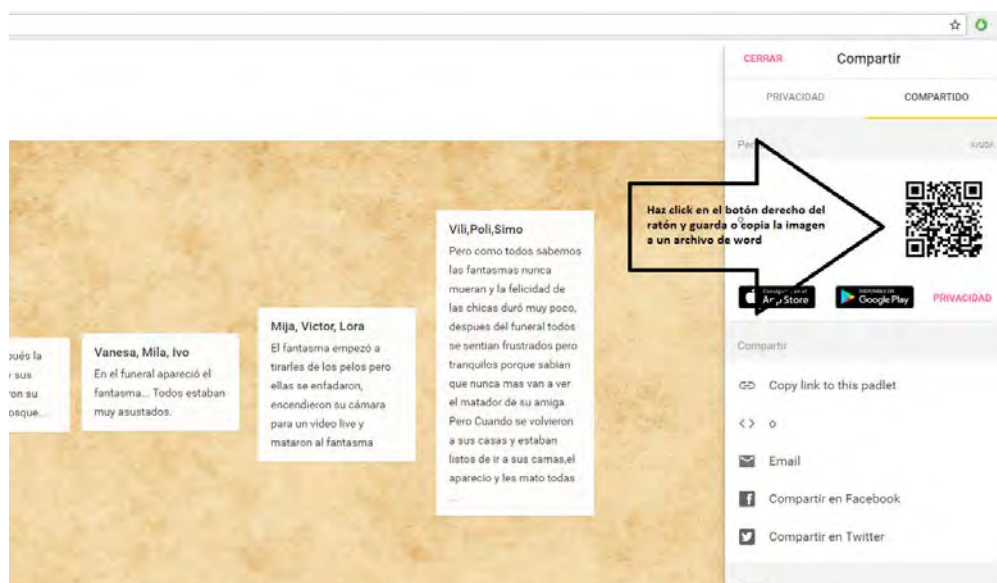 CERRAR Compartir
PRIVACIDAD COMPARTIDO
AYUDA
Haz click en el botón derecho del
ratón y guarda o copia la imagen
a un archivo de word
App Store
DISPONIBLE EN
Google Play
PRIVACIDAD
Compartir
Copy link to this padlet
o
Email
Compartir en Facebook
Compartir en Twitter
pués la
sus
ron su
osque...
Vanesa, Mila, Ivo
En el funeral apareció el
fantasma... Todos estaban
muy asustados.
Mija, Victor, Lora
El fantasma empezó a
tirarles de los pelos pero
ellas se enfadaron,
encendieron su cámara
para un video live y
mataron al fantasma
Vili,Poli,Simo
Pero como todos sabemos
las fantasmas nunca
mueran y la felicidad de
las chicas duró muy poco,
despues del funeral todos
se sentian frustrados pero
tranquilos porque sabian
que nunca mas van a ver
el matador de su amiga.
Pero Cuando se volvieron
a sus casas y estaban
listos de ir a sus camas,el
aparecio y les mato todas
...